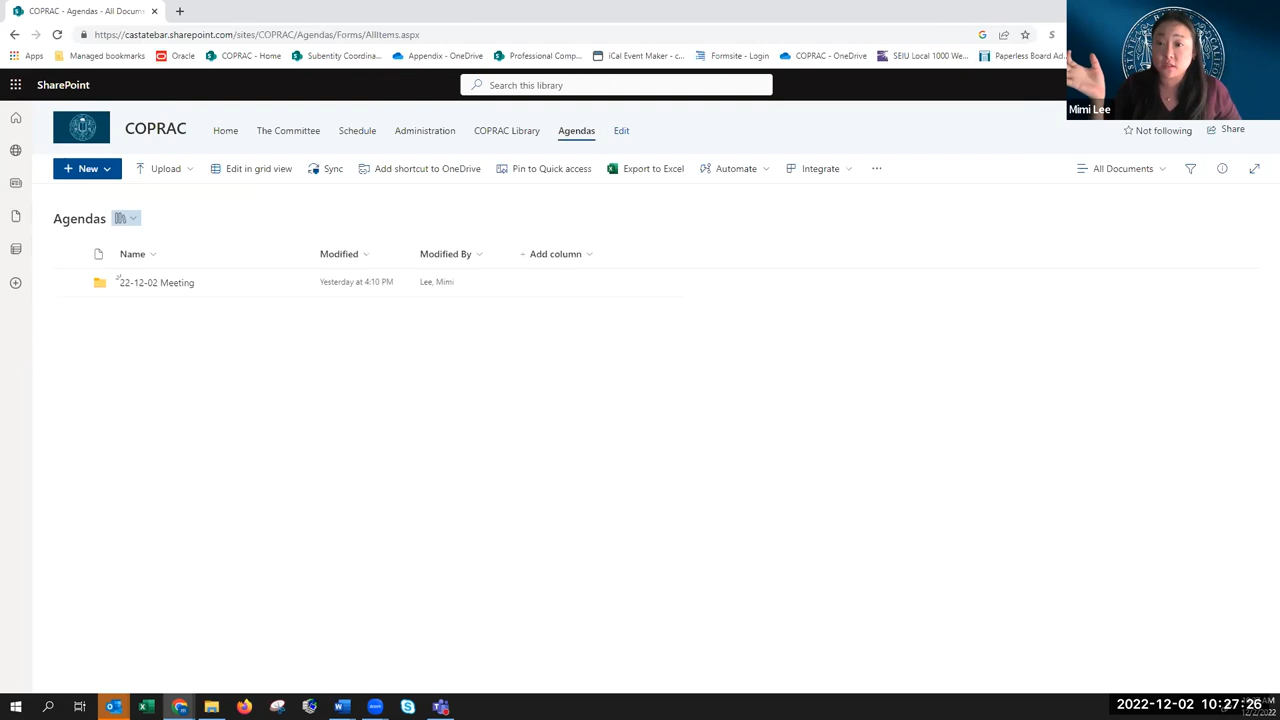 COPRAC - Agendas - All Docum
https://castatebar.sharepoint.com/sites/COPRAC/Agendas/Forms/AllItems.aspx
Apps Managed bookmarks Oracle COPRAC - Home Subentity Coordina... Appendix - OneDrive Professional Comp... iCal Event Maker - c... Formsite - Login COPRAC - OneDrive SEIU Local 1000 We... Paperless Board Ad
Mimi Lee
SharePoint
Search this library
COPRAC
Home The Committee Schedule Administration COPRAC Library Agendas Edit
Not following Share
New Upload Edit in grid view Sync Add shortcut to OneDrive Pin to Quick access Export to Excel Automate Integrate ... All Documents
Agendas
Name Modified Modified By + Add column
22-12-02 Meeting Yesterday at 4:10 PM Lee, Mimi
2022-12-02 10:27:26